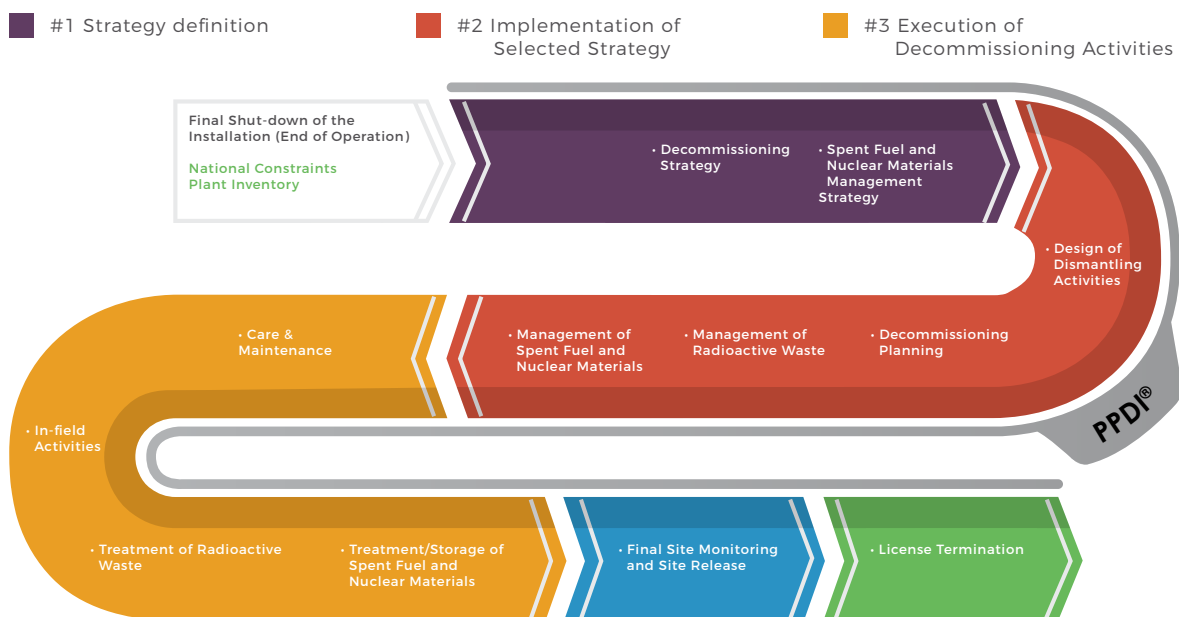 #1 Strategy definition
#2 Implementation of
Selected Strategy
#3 Execution of
Decommissioning Activities
Final Shut-down of the
Installation (End of Operation)
National Constraints
Plant Inventory
• Decommissioning
Strategy
• Spent Fuel and
Nuclear Materials
Management
Strategy
• Design of
Dismantling
Activities
• Decommissioning
Planning
• Management of
Radioactive Waste
• Management of
Spent Fuel and
Nuclear Materials
PPDI®
• Care &
Maintenance
• In-field
Activities
• Treatment of Radioactive
Waste
• Treatment/Storage of
Spent Fuel and
Nuclear Materials
• Final Site Monitoring
and Site Release
• License Termination